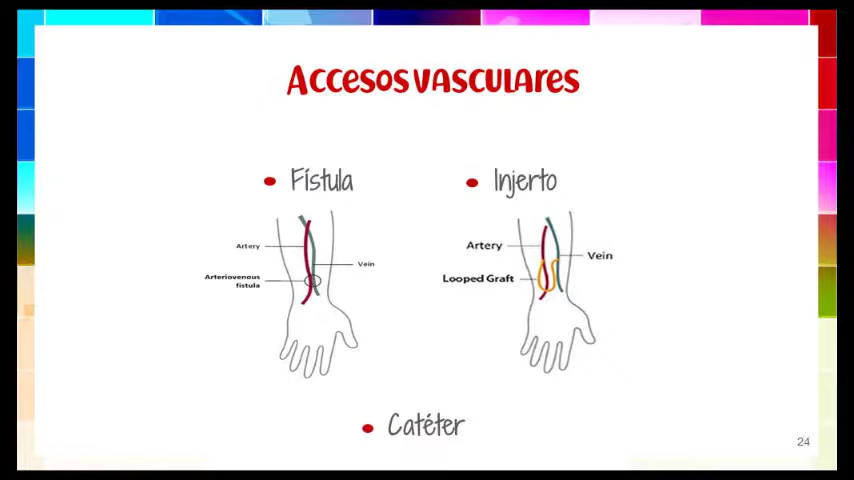 Accesos vasculares
• Fístula
• Injerto
Artery
Vein
Arteriovenous
fistula
Artery
Vein
Looped Graft
• Catéter
24